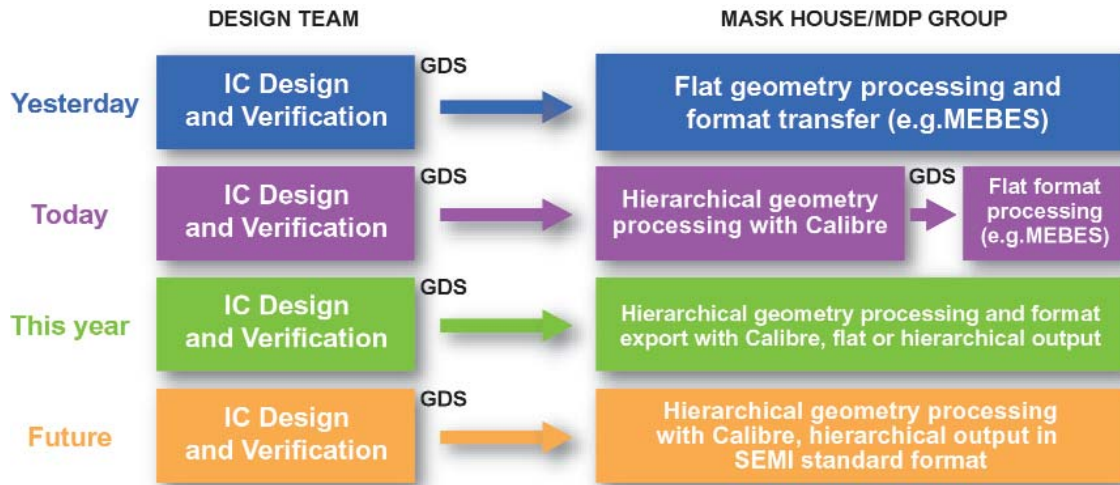 DESIGN TEAM
MASK HOUSE/MDP GROUP
Yesterday
IC Design
and Verification
GDS
Flat geometry processing and
format transfer (e.g.MEBES)
Today
IC Design
and Verification
GDS
Hierarchical geometry
processing with Calibre
GDS
Flat format
processing
(e.g.MEBES)
This year
IC Design
and Verification
GDS
Hierarchical geometry processing and format
export with Calibre, flat or hierarchical output
Future
IC Design
and Verification
GDS
Hierarchical geometry processing
with Calibre, hierarchical output in
SEMI standard format